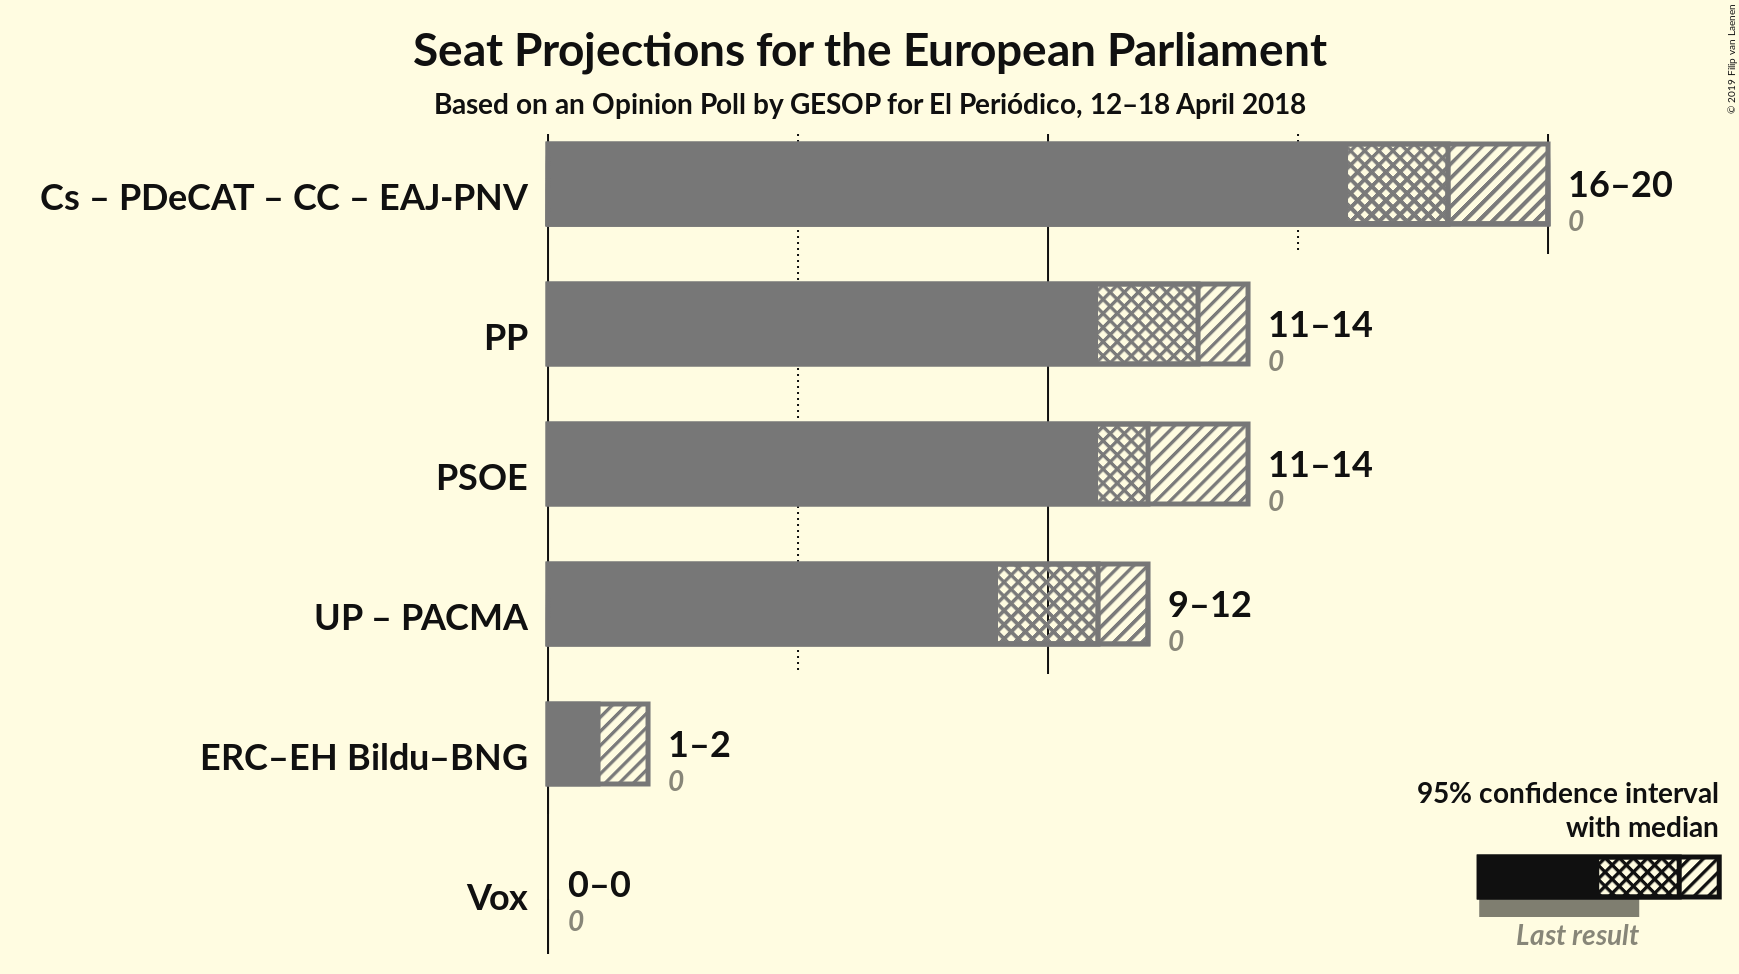 Seat Projections for the European Parliament
Based on an Opinion Poll by GESOP for El Periódico, 12–18 April 2018
© 2019 Filip van Laenen
Cs – PDeCAT – CC – EAJ-PNV
16–20
0
PP
11–14
0
PSOE
11–14
0
UP – PACMA
9–12
0
ERC–EH Bildu–BNG
1–2
0
Vox
0–0
0
95% confidence interval
with median
Last result